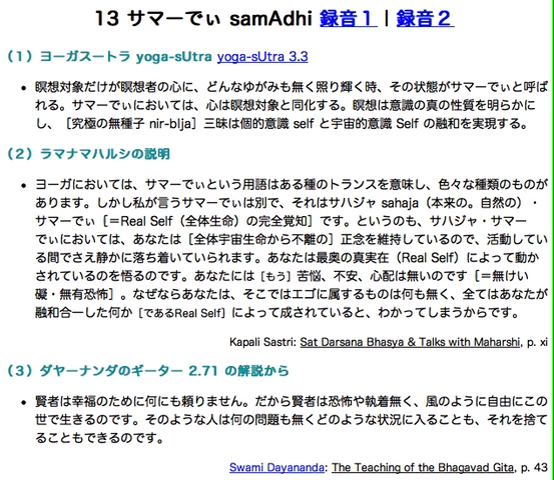 13 サマーでぃ samAdhi 録音1 | 録音2
(1) ヨーガスートラ yoga-sUtra yoga-sUtra 3.3
• 瞑想対象だけが瞑想者の心に、どんなゆがみも無く照り輝く時、その状態がサマーでぃと呼ば
れる。サマーでぃにおいては、心は瞑想対象と同化する。瞑想は意識の真の性質を明らかに
し、［究極の無種子 nir-bIja］三昧は個的意識 self と宇宙的意識 Self の融和を実現する。
(2) ラマナマハルシの説明
• ヨーガにおいては、サマーでぃという用語はある種のトランスを意味し、色々な種類のものが
あります。しかし私が言うサマーでぃは別で、それはサハジャ sahaja（本来の。自然の）・
サマーでぃ［=Real Self（全体生命）の完全覚知］です。というのも、サハジャ・サマー
でぃにおいては、あなたは［全体宇宙生命から不離の］正念を維持しているので、活動してい
る間でさえ静かに落ち着いていられます。あなたは最奥の真実在（Real Self）によって動か
されているのを悟るのです。あなたには［もう］苦悩、不安、心配は無いのです［=無けい
礙・無有恐怖］。なぜならあなたは、そこではエゴに属するものは何も無く、全てはあなたが
融和合一した何か［であるReal Self］によって成されていると、わかってしまうからです。
Kapali Sastri: Sat Darsana Bhasya & Talks with Maharshi, p. xi
(3) ダヤーナンダのギーター 2.71 の解説から
• 賢者は幸福のために何にも頼りません。だから賢者は恐怖や執着無く、風のように自由にこの
世で生きるのです。そのような人は何の問題も無くどのような状況に入ることも、それを捨て
ることもできるのです。
Swami Dayananda: The Teaching of the Bhagavad Gita, p. 43